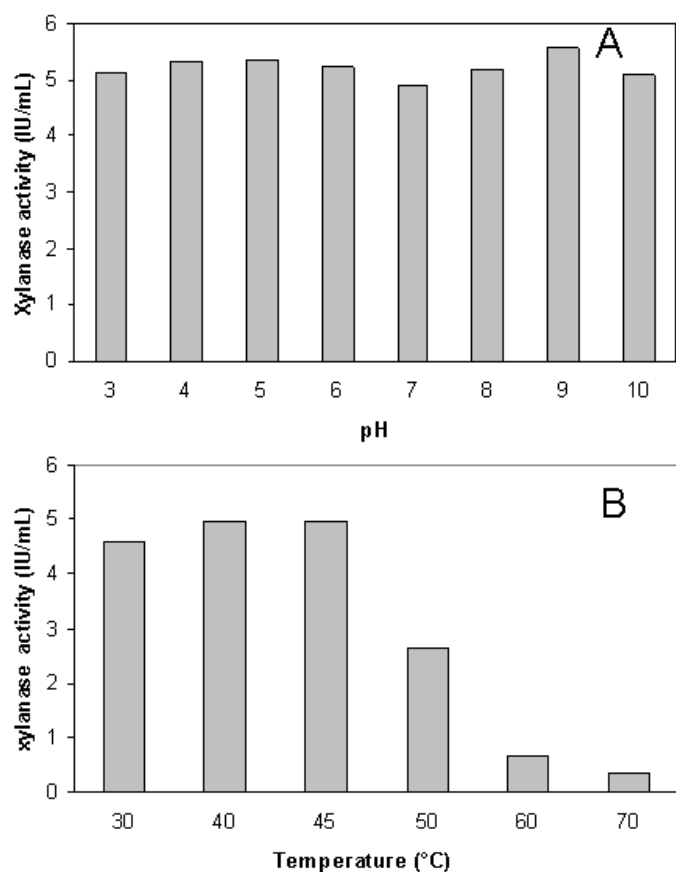 A
Xylanase activity (IU/mL)
6
5
4
3
2
1
0
3 4 5 6 7 8 9 10
pH
B
xylanase activity (IU/mL)
6
5
4
3
2
1
0
30 40 45 50 60 70
Temperature (°C)